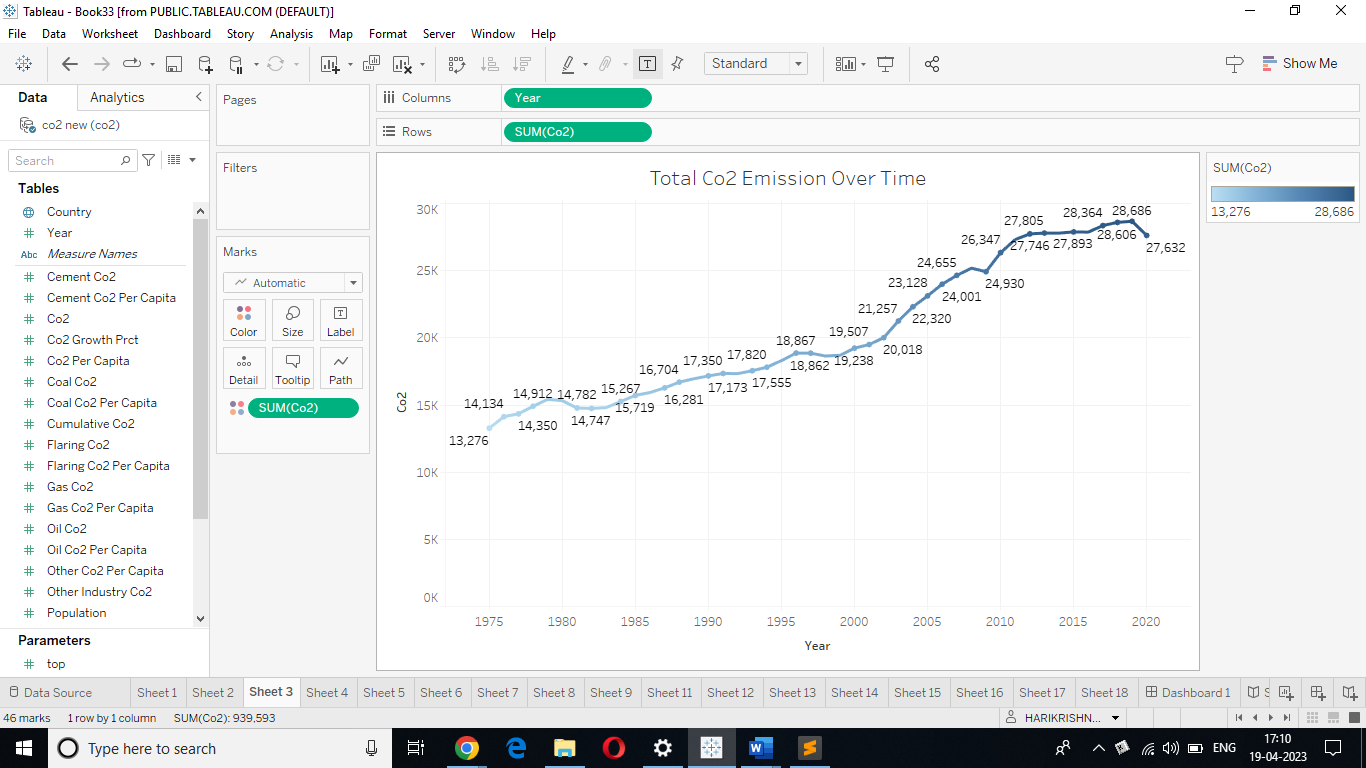 Tableau - Book33 [from PUBLIC.TABLEAU.COM (DEFAULT)]
File Data Worksheet Dashboard Story Analysis Map Format Server Window Help
Standard
Show Me
Data Analytics
co2 new (co2)
Search
Tables
Country
Year
Abc Measure Names
Cement Co2
Cement Co2 Per Capita
Co2
Co2 Growth Prct
Co2 Per Capita
Coal Co2
Coal Co2 Per Capita
Cumulative Co2
Flaring Co2
Flaring Co2 Per Capita
Gas Co2
Gas Co2 Per Capita
Oil Co2
Oil Co2 Per Capita
Other Co2 Per Capita
Other Industry Co2
Population
Parameters
top
Pages
Filters
Marks
Automatic
Color Size Label
Detail Tooltip Path
SUM(Co2)
Columns Year
Rows SUM(Co2)
Total Co2 Emission Over Time
30K
25K
20K
15K
10K
5K
0K
Co2
13,276
14,134
14,350
14,912
14,782
14,747
15,267
15,719
16,281
16,704
17,350
17,173
17,820
17,555
18,867
18,862
19,507
19,238
20,018
21,257
22,320
23,128
24,001
24,655
24,930
26,347
27,805
27,746
27,893
28,364
28,606
28,686
27,632
1975 1980 1985 1990 1995 2000 2005 2010 2015 2020
Year
SUM(Co2)
13,276 28,686
Data Source Sheet 1 Sheet 2 Sheet 3 Sheet 4 Sheet 5 Sheet 6 Sheet 7 Sheet 8 Sheet 9 Sheet 11 Sheet 12 Sheet 13 Sheet 14 Sheet 15 Sheet 16 Sheet 17 Sheet 18 Dashboard 1 S
46 marks 1 row by 1 column SUM(Co2): 939,593 HARIKRISHN...
Type here to search
ENG
17:10
19-04-2023